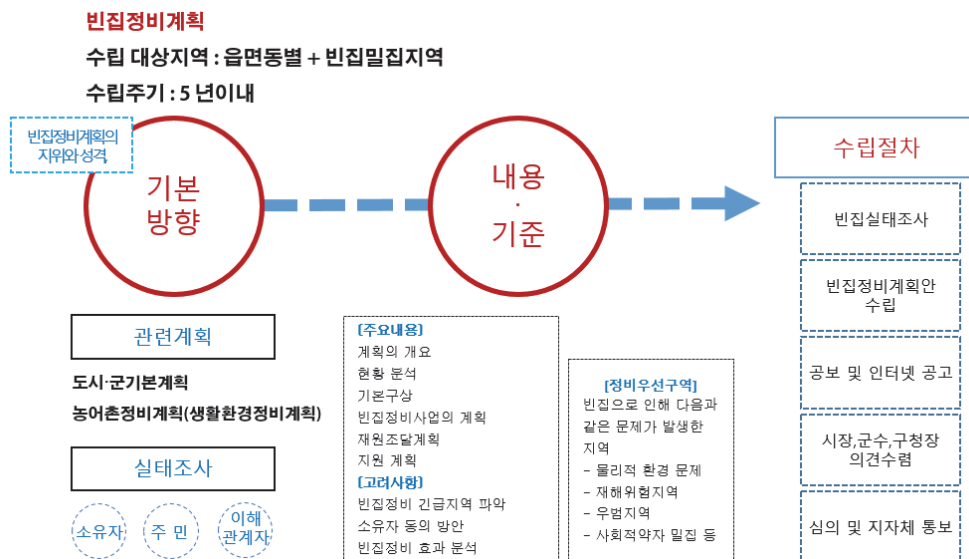 빈집정비계획
수립 대상지역 : 읍면동별 + 빈집밀집지역
수립주기 : 5 년이내
빈집정비계획의
지위와 성격,
기본
방향
내용
·
기준
수립절차
빈집실태조사
빈집정비계획안
수립
공보 및 인터넷 공고
시장,군수,구청장
의견수렴
심의 및 지자체 통보
관련계획
도시·군기본계획
농어촌정비계획(생활환경정비계획)
실태조사
소유자
주 민
이해
관계자
[주요내용]
계획의 개요
현황 분석
기본구상
빈집정비사업의 계획
재원조달계획
지원 계획
[고려사항]
빈집정비 긴급지역 파악
소유자 동의 방안
빈집정비 효과 분석
[정비우선구역]
빈집으로 인해 다음과
같은 문제가 발생한
지역
- 물리적 환경 문제
- 재해위험지역
- 우범지역
- 사회적약자 밀집 등